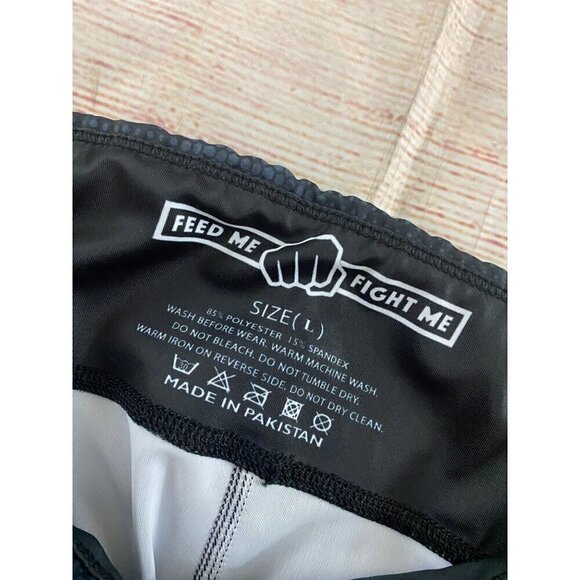 FEED ME FIGHT ME
SIZE( L )
85% POLYESTER 15% SPANDEX
WASH BEFORE WEAR. WARM MACHINE WASH.
DO NOT BLEACH. DO NOT TUMBLE DRY.
WARM IRON ON REVERSE SIDE. DO NOT DRY CLEAN.
MADE IN PAKISTAN